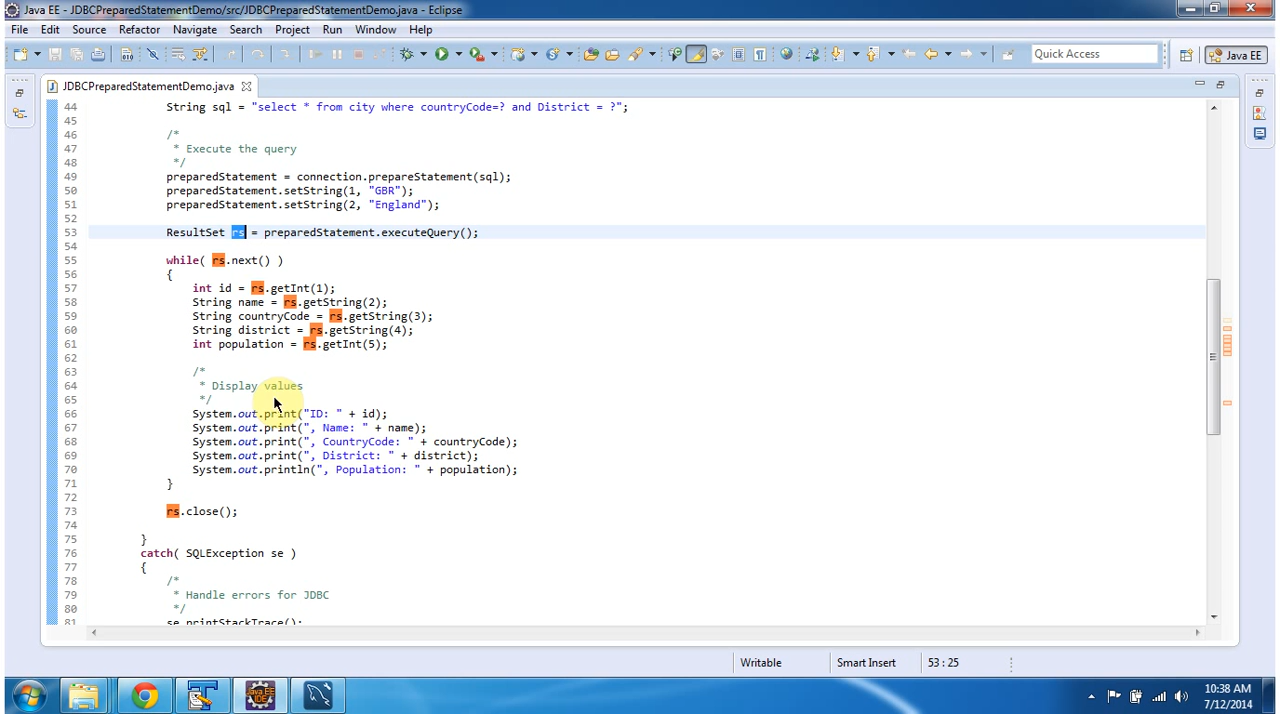 Java EE - JDBCPreparedStatementDemo/src/JDBCPreparedStatementDemo.java - Eclipse
File Edit Source Refactor Navigate Search Project Run Window Help
Quick Access Java EE
JDBCPreparedStatementDemo.java
44 String sql = "select * from city where countryCode=? and District = ?";
45
46 /*
47 * Execute the query
48 */
49 preparedStatement = connection.prepareStatement(sql);
50 preparedStatement.setString(1, "GBR");
51 preparedStatement.setString(2, "England");
52
53 ResultSet rs = preparedStatement.executeQuery();
54
55 while( rs.next() )
56 {
57 int id = rs.getInt(1);
58 String name = rs.getString(2);
59 String countryCode = rs.getString(3);
60 String district = rs.getString(4);
61 int population = rs.getInt(5);
62
63 /*
64 * Display values
65 */
66 System.out.print("ID: " + id);
67 System.out.print(", Name: " + name);
68 System.out.print(", CountryCode: " + countryCode);
69 System.out.print(", District: " + district);
70 System.out.println(", Population: " + population);
71 }
72
73 rs.close();
74
75 }
76 catch( SQLException se )
77 {
78 /*
79 * Handle errors for JDBC
80 */
81 se.printStackTrace();
Writable Smart Insert 53 : 25
Java EE IDE
10:38 AM
7/12/2014